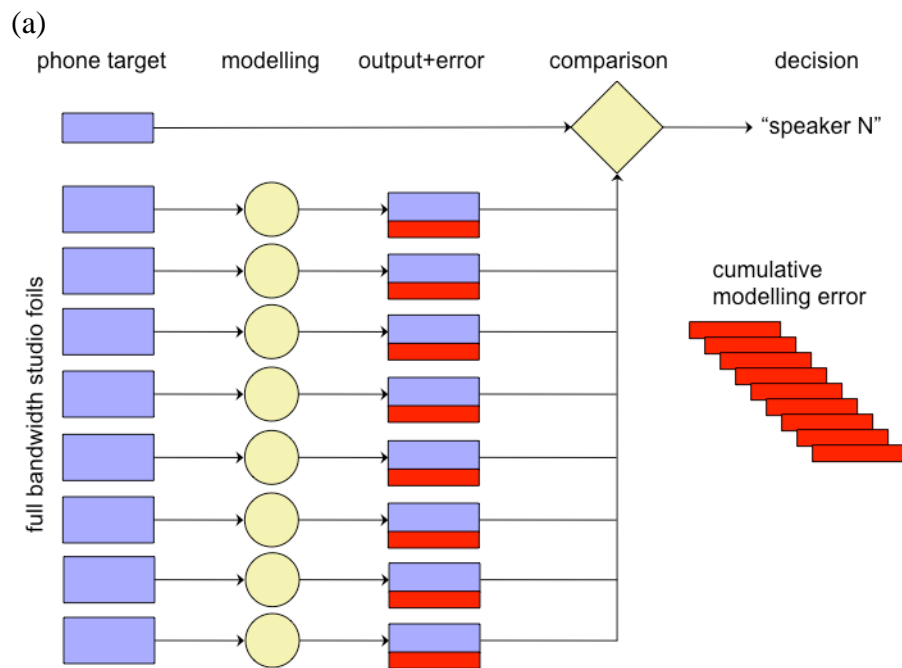 (a)
phone target modelling output+error comparison decision
“speaker N”
full bandwidth studio foils
cumulative
modelling error